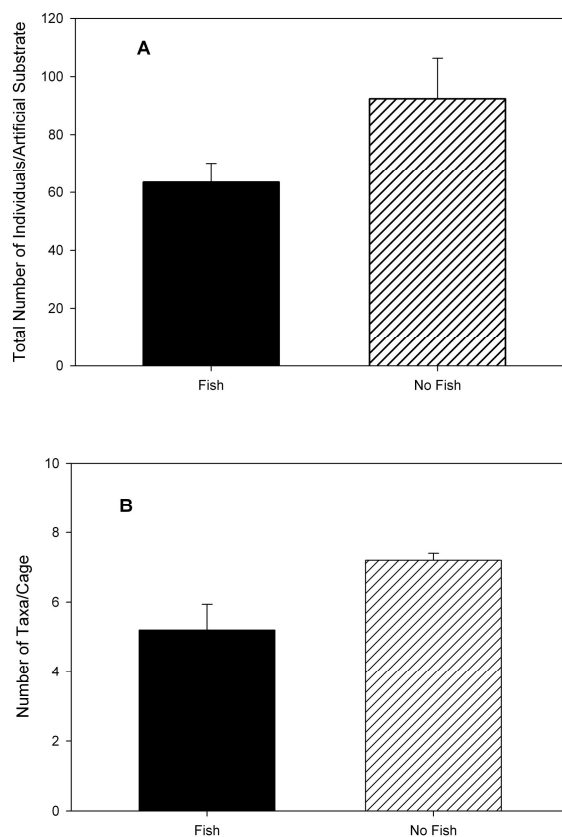 A
Total Number of Individuals/Artificial Substrate
120
100
80
60
40
20
0
Fish
No Fish
B
Number of Taxa/Cage
10
8
6
4
2
0
Fish
No Fish